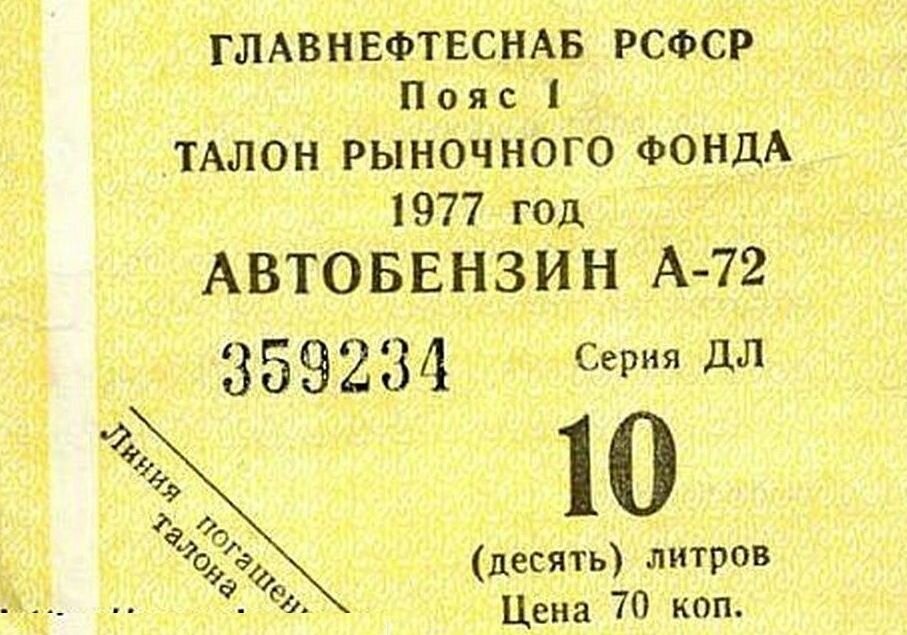 ГЛАВНЕФТЕСНАБ РСФСР
Пояс 1
ТАЛОН РЫНОЧНОГО ФОНДА
1977 год
АВТОБЕНЗИН А-72
359234 Серия ДЛ
10
(десять) литров
Цена 70 коп.
Линия
талона